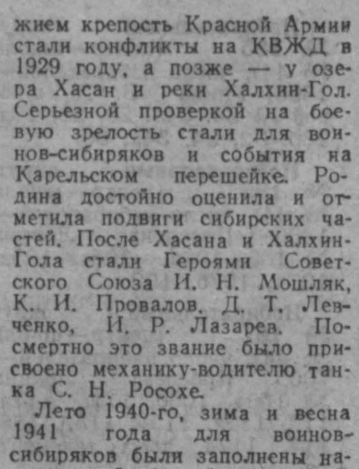 жием крепость Красной Армии
стали конфликты на КВЖД в
1929 году, а позже — у озе-
ра Хасан и реки Халхин-Гол.
Серьезной проверкой на бое-
вую зрелость стали для вои-
нов-сибиряков и события на
Карельском перешейке. Ро-
дина достойно оценила и от-
метила подвиги сибирских ча-
стей. После Хасана и Халхин-
Гола стали Героями Совет-
ского Союза И. Н. Мошляк,
К. И. Провалов, Д. Т. Лев-
ченко, И. Р. Лазарев. По-
смертно это звание было при-
своено механику-водителю тан-
ка С. Н. Росохе.
Лето 1940-го, зима и весна
1941 года для воинов-
сибиряков были заполнены на-